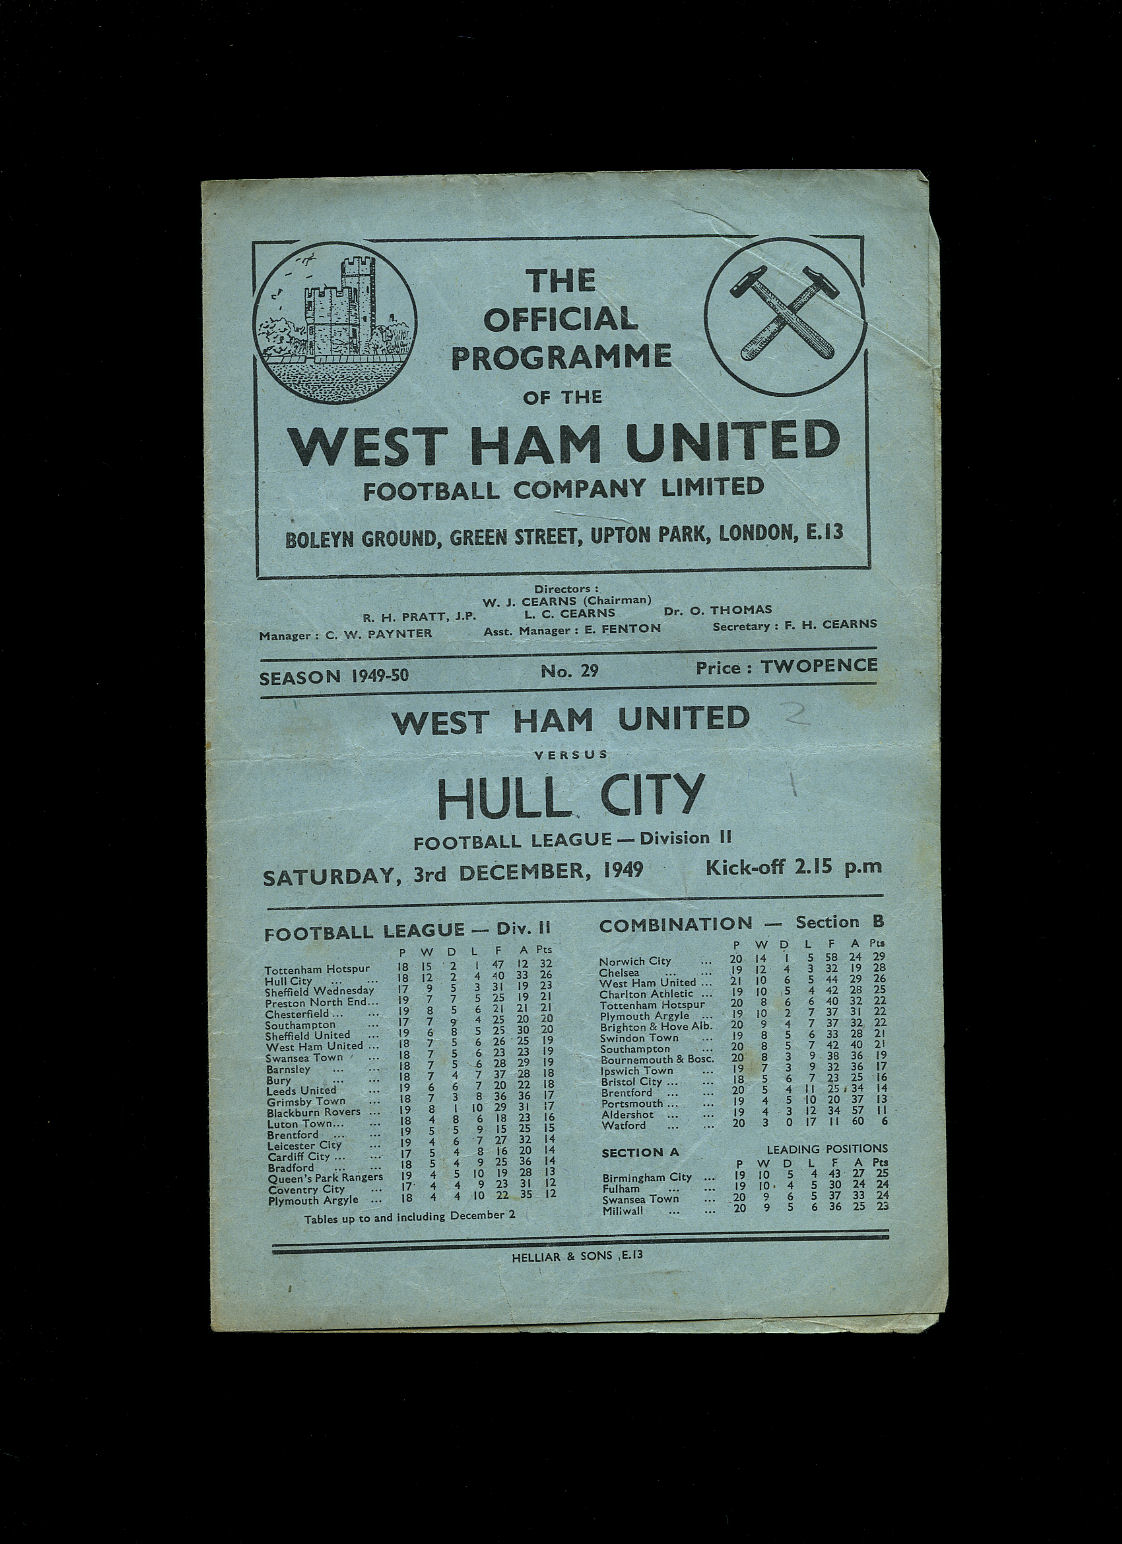 THE
OFFICIAL
PROGRAMME
OF THE
WEST HAM UNITED
FOOTBALL COMPANY LIMITED
BOLEYN GROUND, GREEN STREET, UPTON PARK, LONDON, E.13
Directors :
W. J. CEARNS (Chairman)
R. H. PRATT, J.P. L. C. CEARNS Dr. O. THOMAS
Manager : C. W. PAYNTER Asst. Manager : E. FENTON Secretary : F. H. CEARNS
SEASON 1949-50 No. 29 Price : TWOPENCE
WEST HAM UNITED 2
VERSUS
HULL CITY 1
FOOTBALL LEAGUE — Division II
SATURDAY, 3rd DECEMBER, 1949 Kick-off 2.15 p.m
FOOTBALL LEAGUE — Div. II
P W D L F A Pts
Tottenham Hotspur 18 15 2 1 47 12 32
Hull City ... ... 18 12 2 4 40 33 26
Sheffield Wednesday 17 9 5 3 31 19 23
Preston North End... 19 7 7 5 25 19 21
Chesterfield ... ... 19 8 5 6 21 21 21
Southampton ... 17 7 9 4 25 20 20
Sheffield United ... 19 6 8 5 25 30 20
West Ham United ... 18 7 5 6 26 25 19
Swansea Town ... 18 7 5 6 23 23 19
Barnsley ... ... 18 7 5 6 28 29 19
Bury ... ... 18 7 4 7 37 28 18
Leeds United ... 19 6 6 7 20 22 18
Grimsby Town ... 18 7 3 8 36 36 17
Blackburn Rovers ... 19 8 1 10 29 31 17
Luton Town... ... 18 4 8 6 18 23 16
Brentford ... ... 19 5 5 9 15 25 15
Leicester City ... 19 4 6 7 27 32 14
Cardiff City ... ... 17 5 4 8 16 20 14
Bradford ... ... 18 5 4 9 25 36 14
Queen's Park Rangers 19 4 5 10 19 28 13
Coventry City ... 17 4 4 9 23 31 12
Plymouth Argyle ... 18 4 4 10 22 35 12
Tables up to and including December 2
COMBINATION — Section B
P W D L F A Pts
Norwich City ... 20 14 1 5 58 24 29
Chelsea ... ... 19 12 4 3 32 19 28
West Ham United ... 21 10 6 5 44 29 26
Charlton Athletic ... 19 10 5 4 42 28 25
Tottenham Hotspur 20 8 6 6 40 32 22
Plymouth Argyle ... 19 10 2 7 37 31 22
Brighton & Hove Alb. 20 9 4 7 37 32 22
Swindon Town ... 19 8 5 6 33 28 21
Southampton ... 20 8 5 7 42 40 21
Bournemouth & Bosc. 20 8 3 9 38 36 19
Ipswich Town ... 19 7 3 9 32 36 17
Bristol City ... ... 18 5 6 7 23 25 16
Brentford ... ... 20 5 4 11 25 34 14
Portsmouth ... ... 19 4 5 10 20 37 13
Aldershot ... ... 19 4 3 12 34 57 11
Watford ... ... 20 3 0 17 11 60 6
SECTION A LEADING POSITIONS
P W D L F A Pts
Birmingham City ... 19 10 5 4 43 27 25
Fulham ... ... 19 10 4 5 30 24 24
Swansea Town ... 20 9 6 5 37 33 24
Millwall ... ... 20 9 5 6 36 25 23
HELLIAR & SONS ,E.13